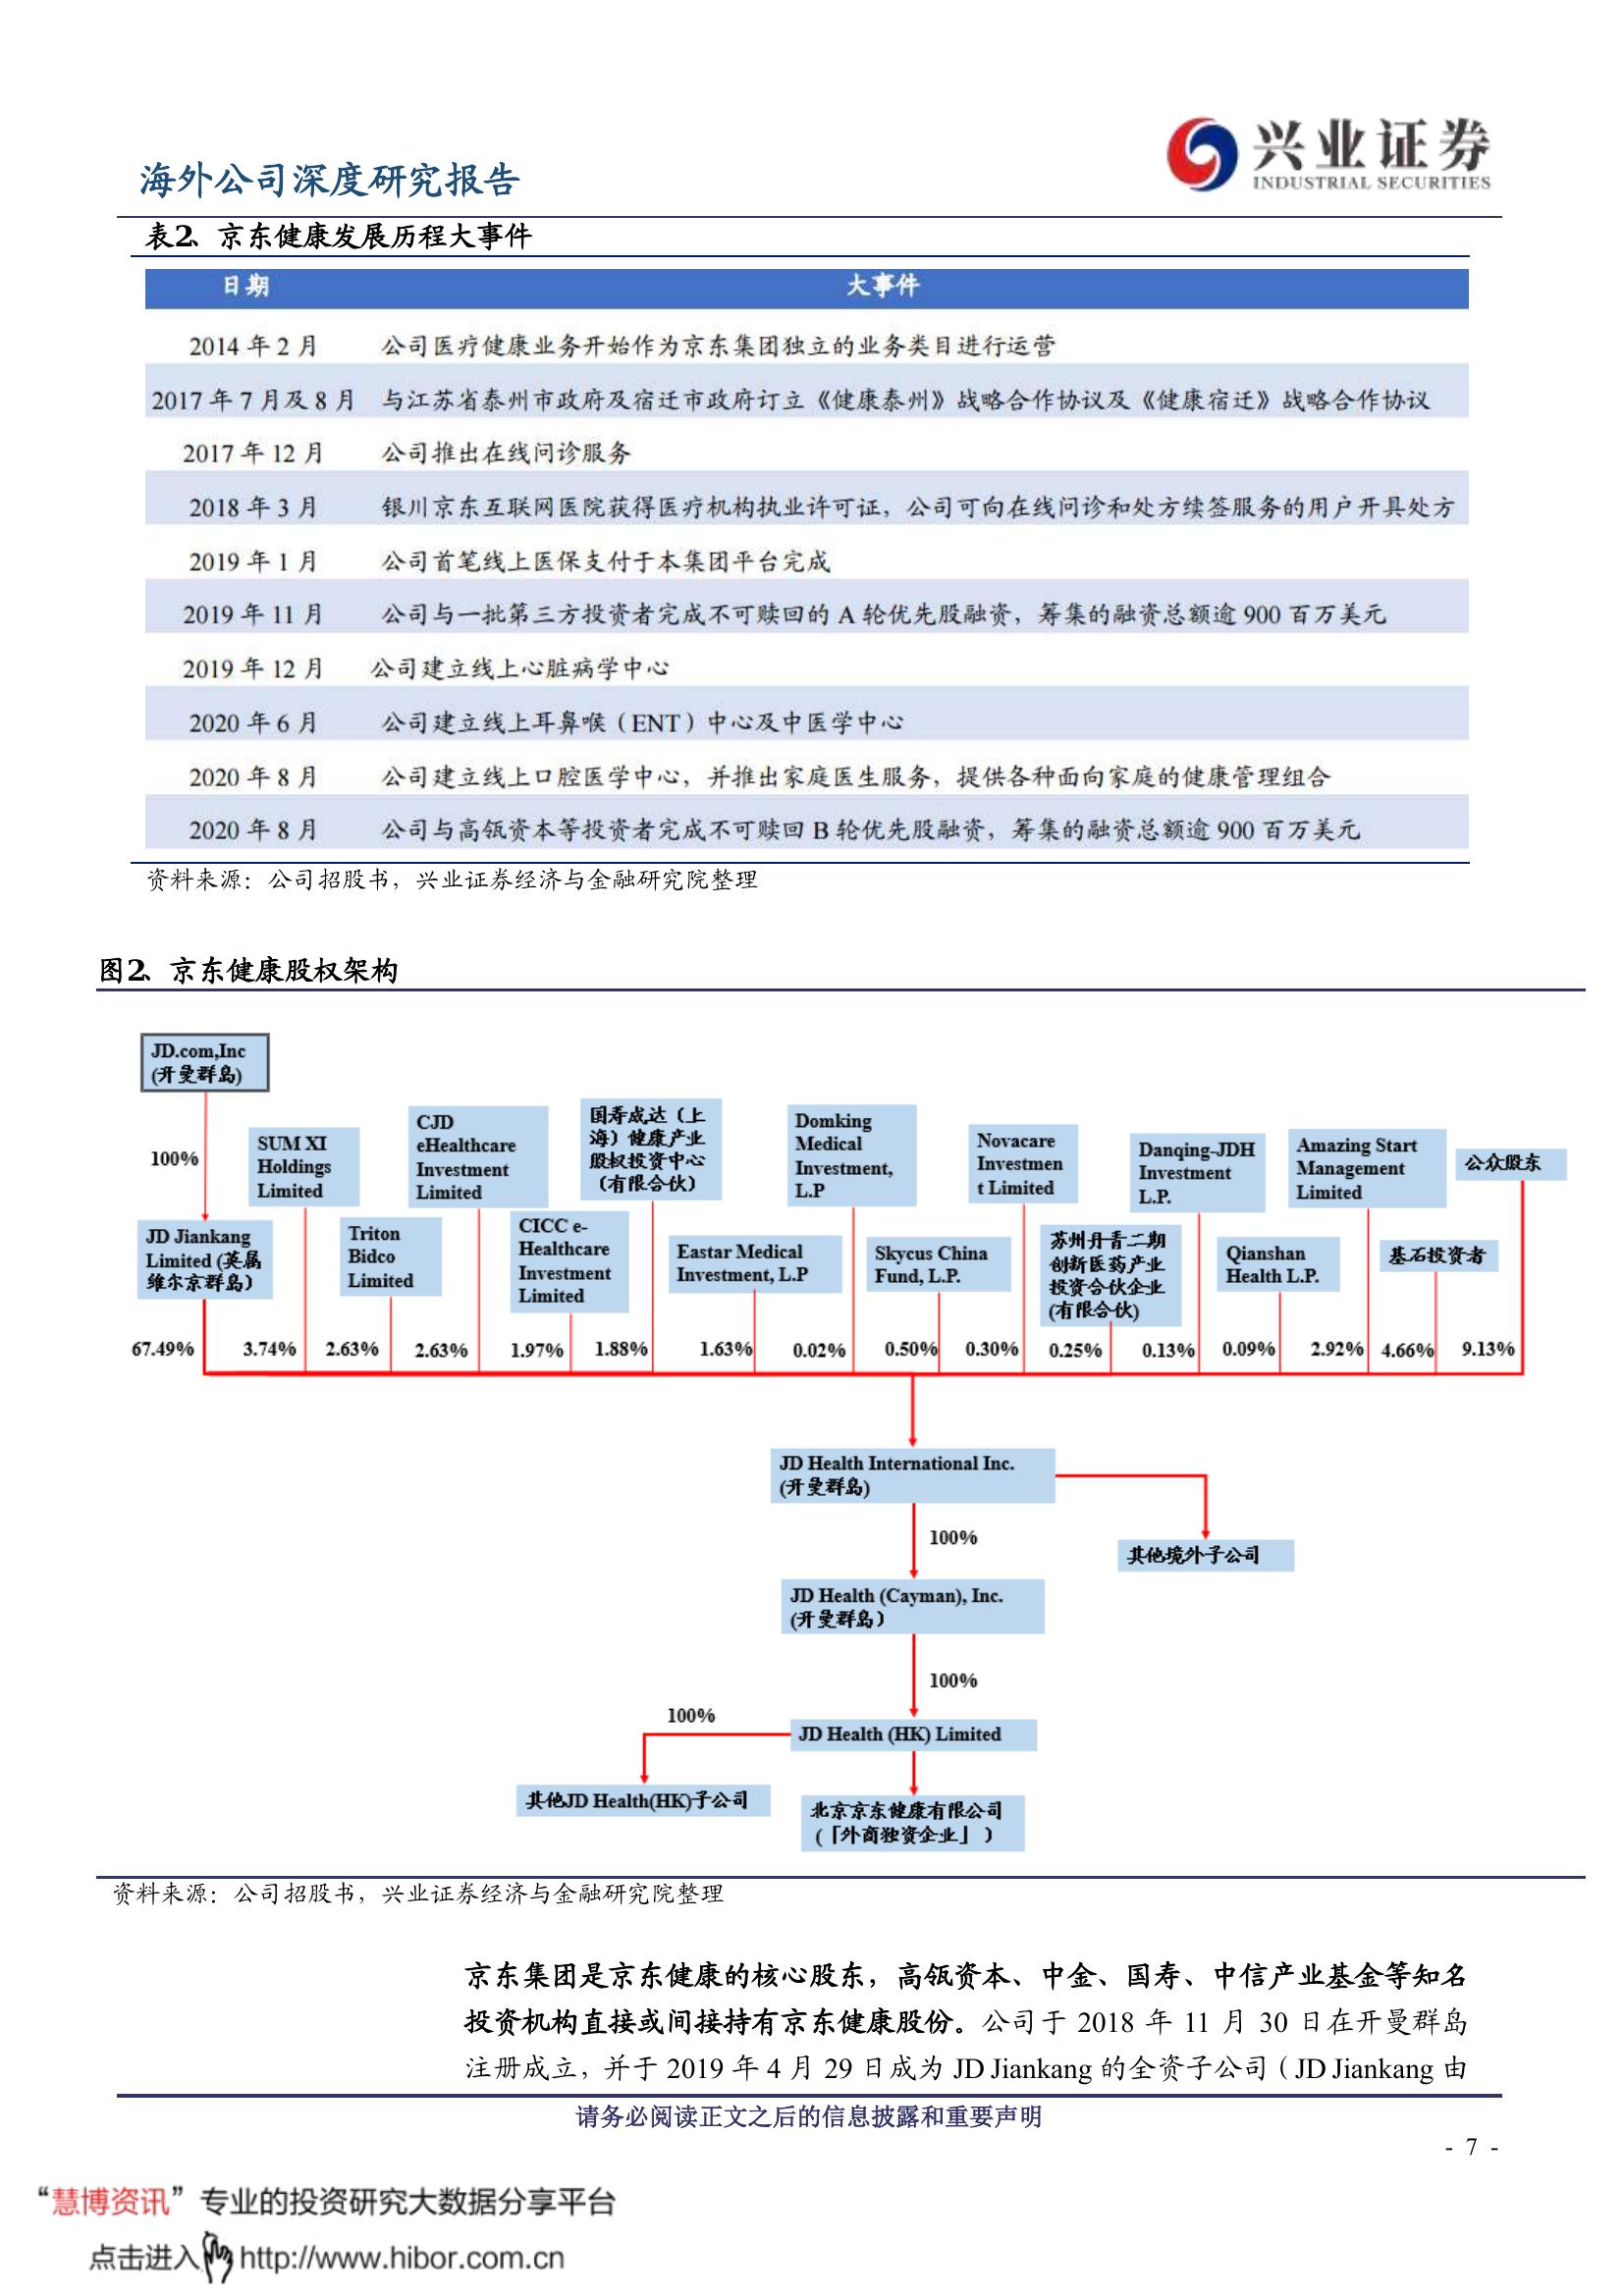 兴业证券
INDUSTRIAL SECURITIES
海外公司深度研究报告
表2、京东健康发展历程大事件
日期 大事件
2014 年 2 月 公司医疗健康业务开始作为京东集团独立的业务类目进行运营
2017 年 7 月及 8 月 与江苏省泰州市政府及宿迁市政府订立《健康泰州》战略合作协议及《健康宿迁》战略合作协议
2017 年 12 月 公司推出在线问诊服务
2018 年 3 月 银川京东互联网医院获得医疗机构执业许可证，公司可向在线问诊和处方续签服务的用户开具处方
2019 年 1 月 公司首笔线上医保支付于本集团平台完成
2019 年 11 月 公司与一批第三方投资者完成不可赎回的 A 轮优先股融资，筹集的融资总额逾 900 百万美元
2019 年 12 月 公司建立线上心脏病学中心
2020 年 6 月 公司建立线上耳鼻喉（ENT）中心及中医学中心
2020 年 8 月 公司建立线上口腔医学中心，并推出家庭医生服务，提供各种面向家庭的健康管理组合
2020 年 8 月 公司与高瓴资本等投资者完成不可赎回 B 轮优先股融资，筹集的融资总额逾 900 百万美元
资料来源：公司招股书，兴业证券经济与金融研究院整理
图2、京东健康股权架构
JD.com,Inc
(开曼群岛)
100%
JD Jiankang
Limited (英属
维尔京群岛）
SUM XI
Holdings
Limited
Triton
Bidco
Limited
CJD
eHealthcare
Investment
Limited
CICC e-
Healthcare
Investment
Limited
国寿成达（上
海）健康产业
股权投资中心
（有限合伙）
Eastar Medical
Investment, L.P
Domking
Medical
Investment,
L.P
Skycus China
Fund, L.P.
Novacare
Investmen
t Limited
苏州丹青二期
创新医药产业
投资合伙企业
(有限合伙)
Danqing-JDH
Investment
L.P.
Qianshan
Health L.P.
Amazing Start
Management
Limited
基石投资者
公众股东
67.49% 3.74% 2.63% 2.63% 1.97% 1.88% 1.63% 0.02% 0.50% 0.30% 0.25% 0.13% 0.09% 2.92% 4.66% 9.13%
JD Health International Inc.
(开曼群岛)
100%
其他境外子公司
JD Health (Cayman), Inc.
(开曼群岛）
100%
100%
JD Health (HK) Limited
其他JD Health(HK)子公司
北京京东健康有限公司
(「外商独资企业」）
资料来源：公司招股书，兴业证券经济与金融研究院整理
京东集团是京东健康的核心股东，高瓴资本、中金、国寿、中信产业基金等知名
投资机构直接或间接持有京东健康股份。公司于 2018 年 11 月 30 日在开曼群岛
注册成立，并于 2019 年 4 月 29 日成为 JD Jiankang 的全资子公司（JD Jiankang 由
请务必阅读正文之后的信息披露和重要声明
- 7 -
“慧博资讯”专业的投资研究大数据分享平台
点击进入 http://www.hibor.com.cn